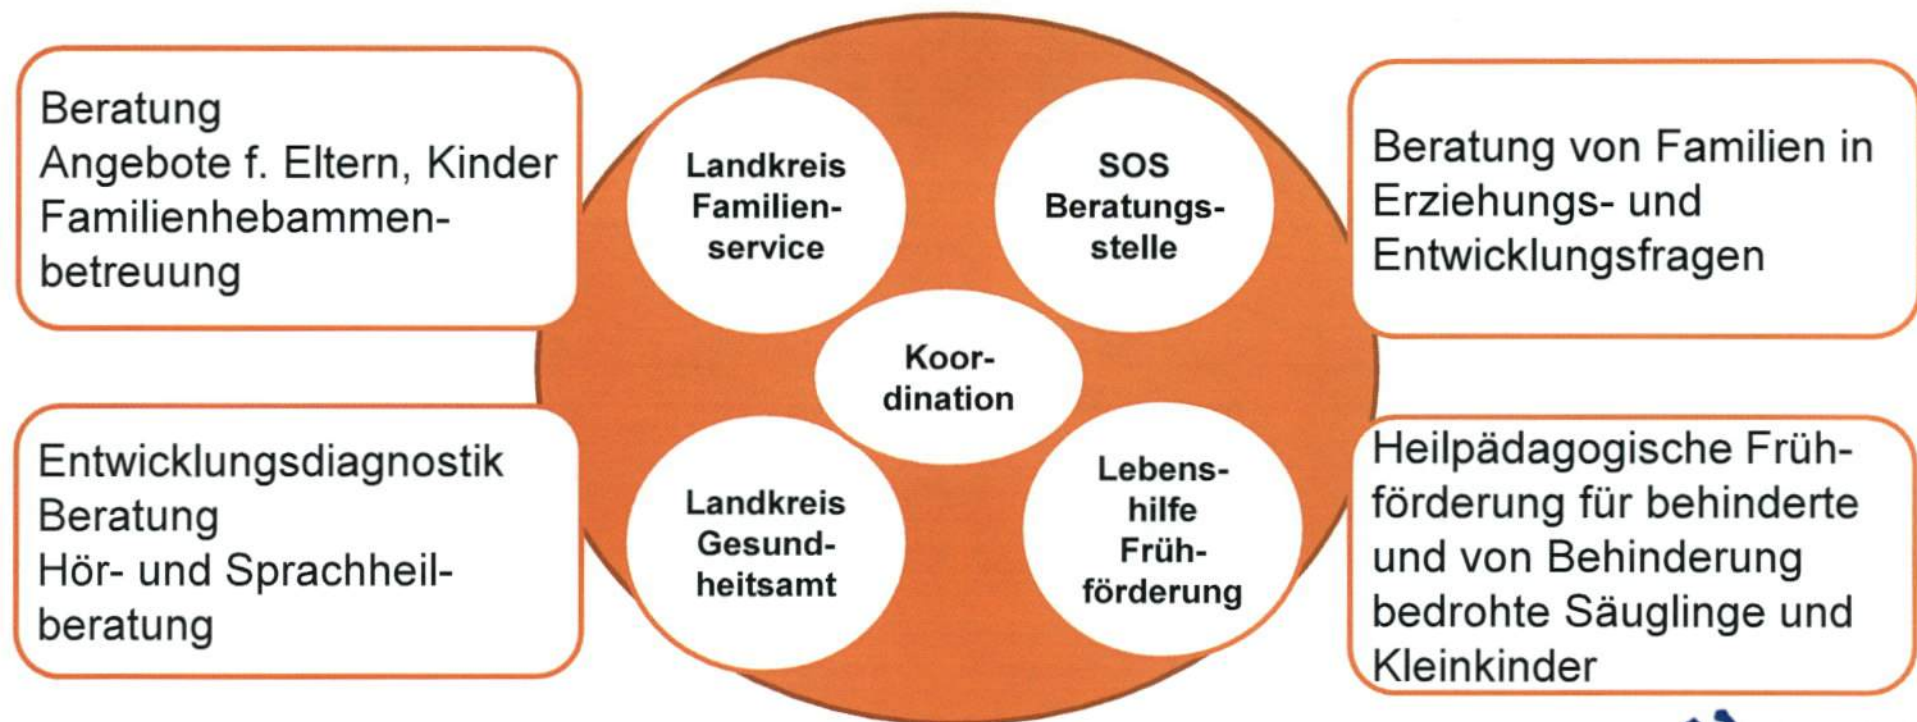 Beratung
Angebote f. Eltern, Kinder
Familienhebammen-
betreuung
Landkreis
Familien-
service
SOS
Beratungs-
stelle
Beratung von Familien in
Erziehungs- und
Entwicklungsfragen
Koor-
dination
Entwicklungsdiagnostik
Beratung
Hör- und Sprachheil-
beratung
Landkreis
Gesund-
heitsamt
Lebens-
hilfe
Früh-
förderung
Heilpädagogische Früh-
förderung für behinderte
und von Behinderung
bedrohte Säuglinge und
Kleinkinder